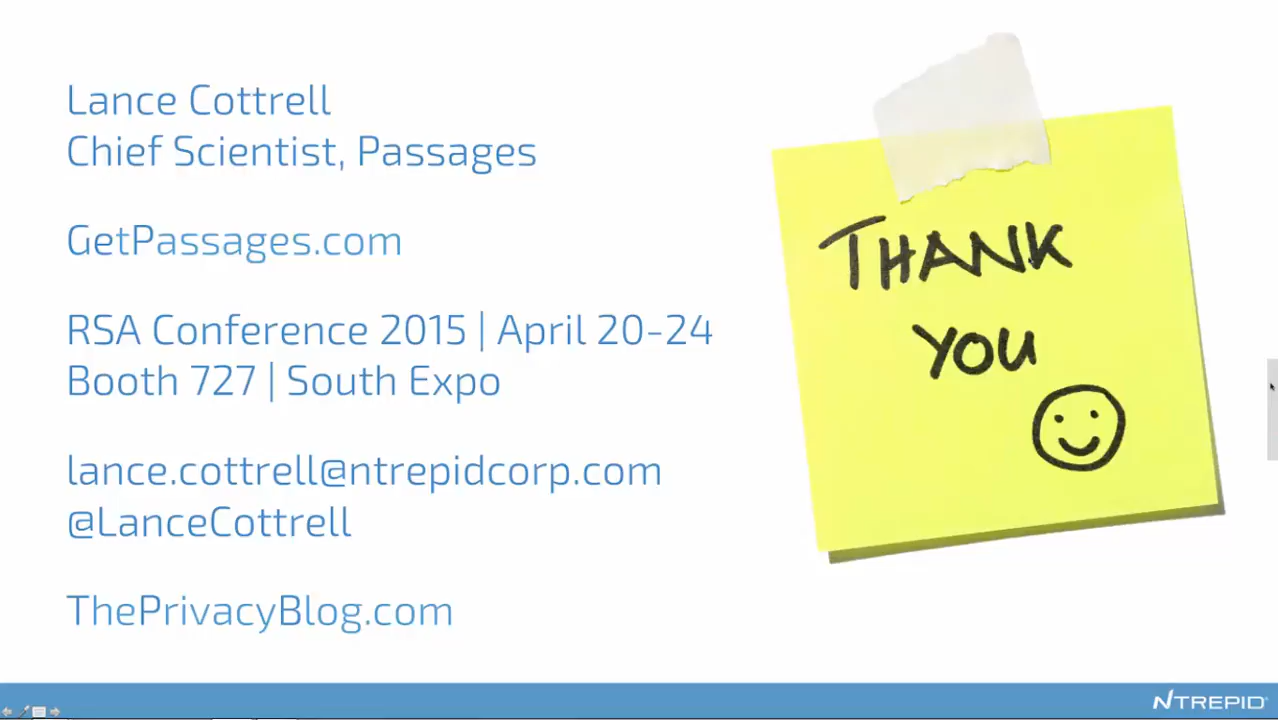 Lance Cottrell
Chief Scientist, Passages
GetPassages.com
RSA Conference 2015 | April 20-24
Booth 727 | South Expo
lance.cottrell@ntrepidcorp.com
@LanceCottrell
ThePrivacyBlog.com
THANK
YOU
NTREPID®